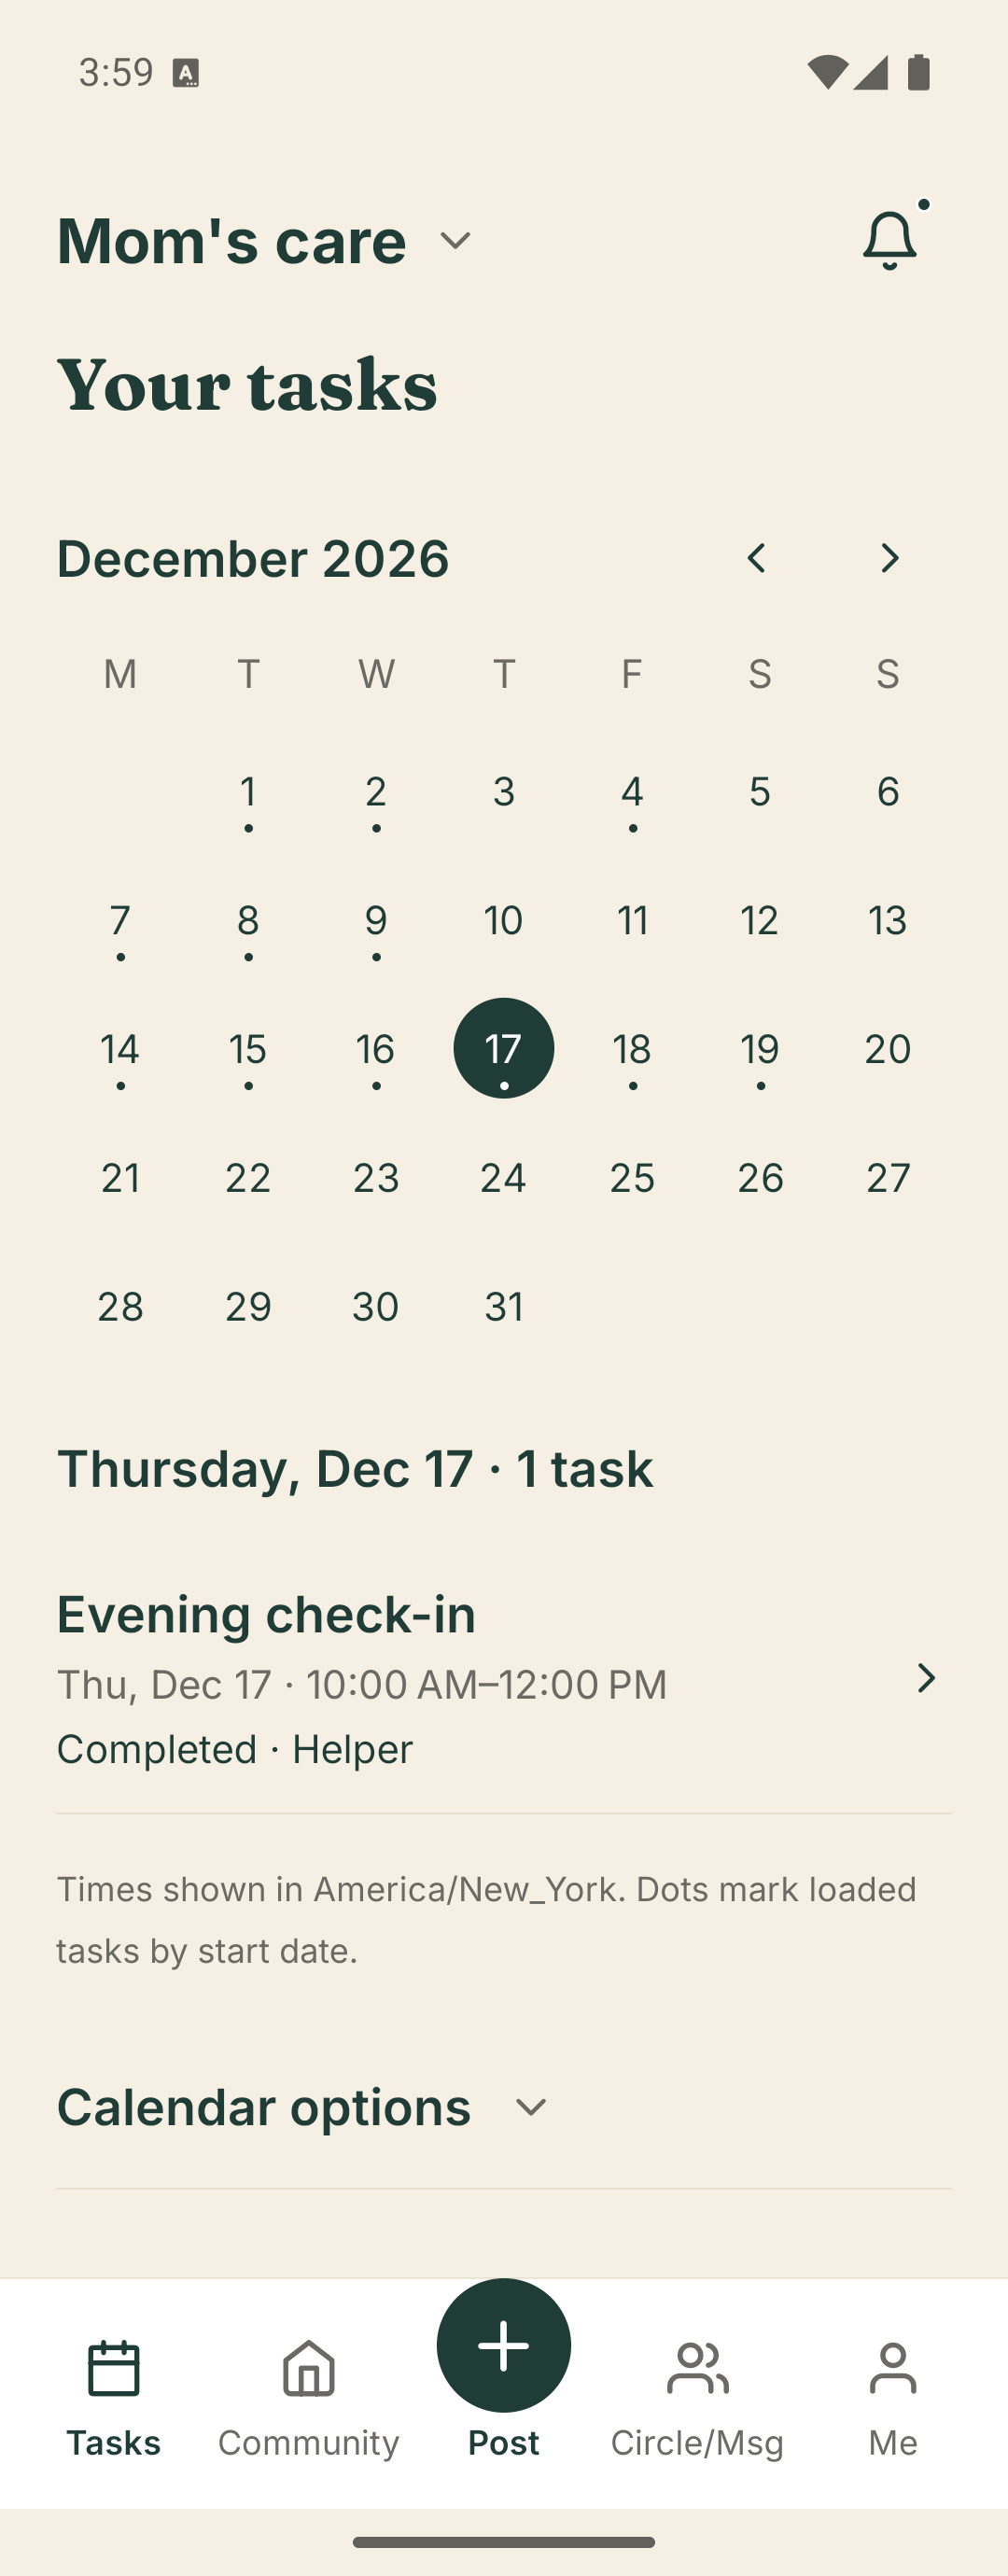 3:59
Mom's care
Your tasks
December 2026
M T W T F S S
1 2 3 4 5 6
7 8 9 10 11 12 13
14 15 16 17 18 19 20
21 22 23 24 25 26 27
28 29 30 31
Thursday, Dec 17 · 1 task
Evening check-in
Thu, Dec 17 · 10:00 AM–12:00 PM
Completed · Helper
Times shown in America/New_York. Dots mark loaded
tasks by start date.
Calendar options
Tasks Community Post Circle/Msg Me